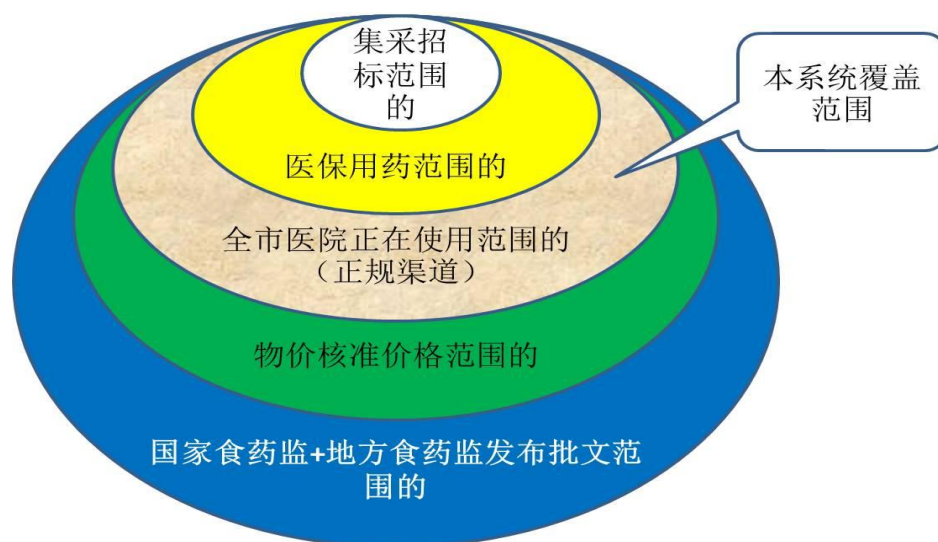 集采招
标范围
的
本系统覆盖
范围
医保用药范围的
全市医院正在使用范围的
（正规渠道）
物价核准价格范围的
国家食药监+地方食药监发布批文范
围的